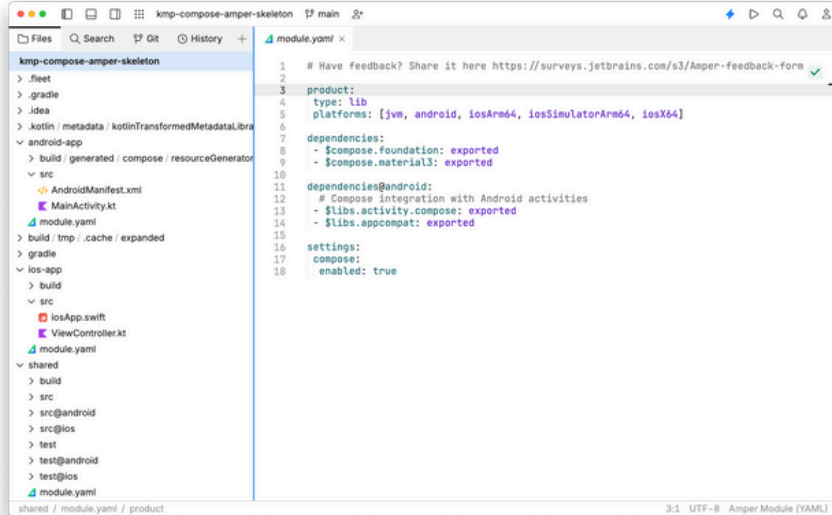 kmp-compose-amper-skeleton main
Files Search Git History
module.yaml
kmp-compose-amper-skeleton
.fleet
.gradle
.idea
.kotlin / metadata / kotlinTransformedMetadataLibra
android-app
build / generated / compose / resourceGenerator
src
AndroidManifest.xml
MainActivity.kt
module.yaml
build / tmp / .cache / expanded
gradle
ios-app
build
src
iosApp.swift
ViewController.kt
module.yaml
shared
build
src
src@android
src@ios
test
test@android
test@ios
module.yaml
1 # Have feedback? Share it here https://surveys.jetbrains.com/s3/Amper-feedback-form
2
3 product:
4 type: lib
5 platforms: [jvm, android, iosArm64, iosSimulatorArm64, iosX64]
6
7 dependencies:
8 - $compose.foundation: exported
9 - $compose.material3: exported
10
11 dependencies@android:
12 # Compose integration with Android activities
13 - $libs.activity.compose: exported
14 - $libs.appcompat: exported
15
16 settings:
17 compose:
18 enabled: true
shared / module.yaml / product
3:1 UTF-8 Amper Module (YAML)